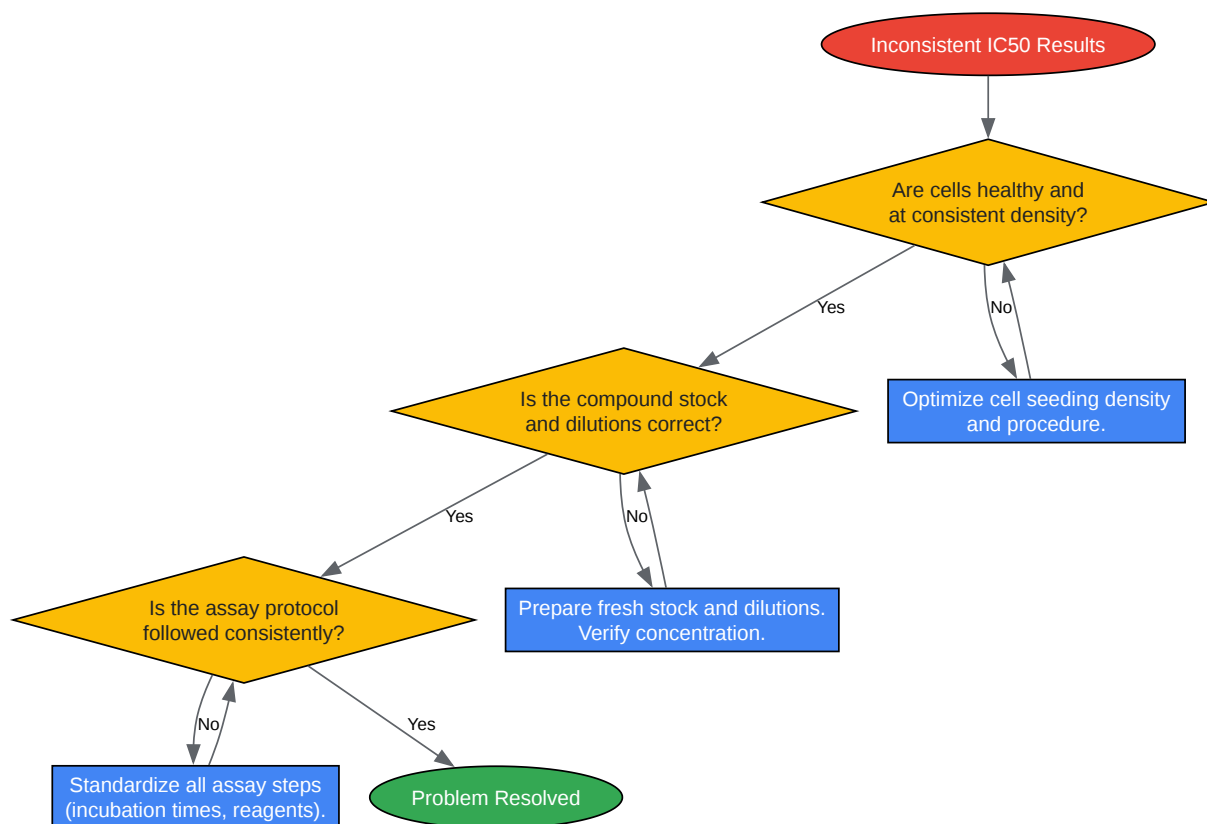 Inconsistent IC50 Results
Are cells healthy and
at consistent density?
Yes
No
Optimize cell seeding density
and procedure.
Is the compound stock
and dilutions correct?
Yes
No
Prepare fresh stock and dilutions.
Verify concentration.
Is the assay protocol
followed consistently?
No
Yes
Standardize all assay steps
(incubation times, reagents).
Problem Resolved